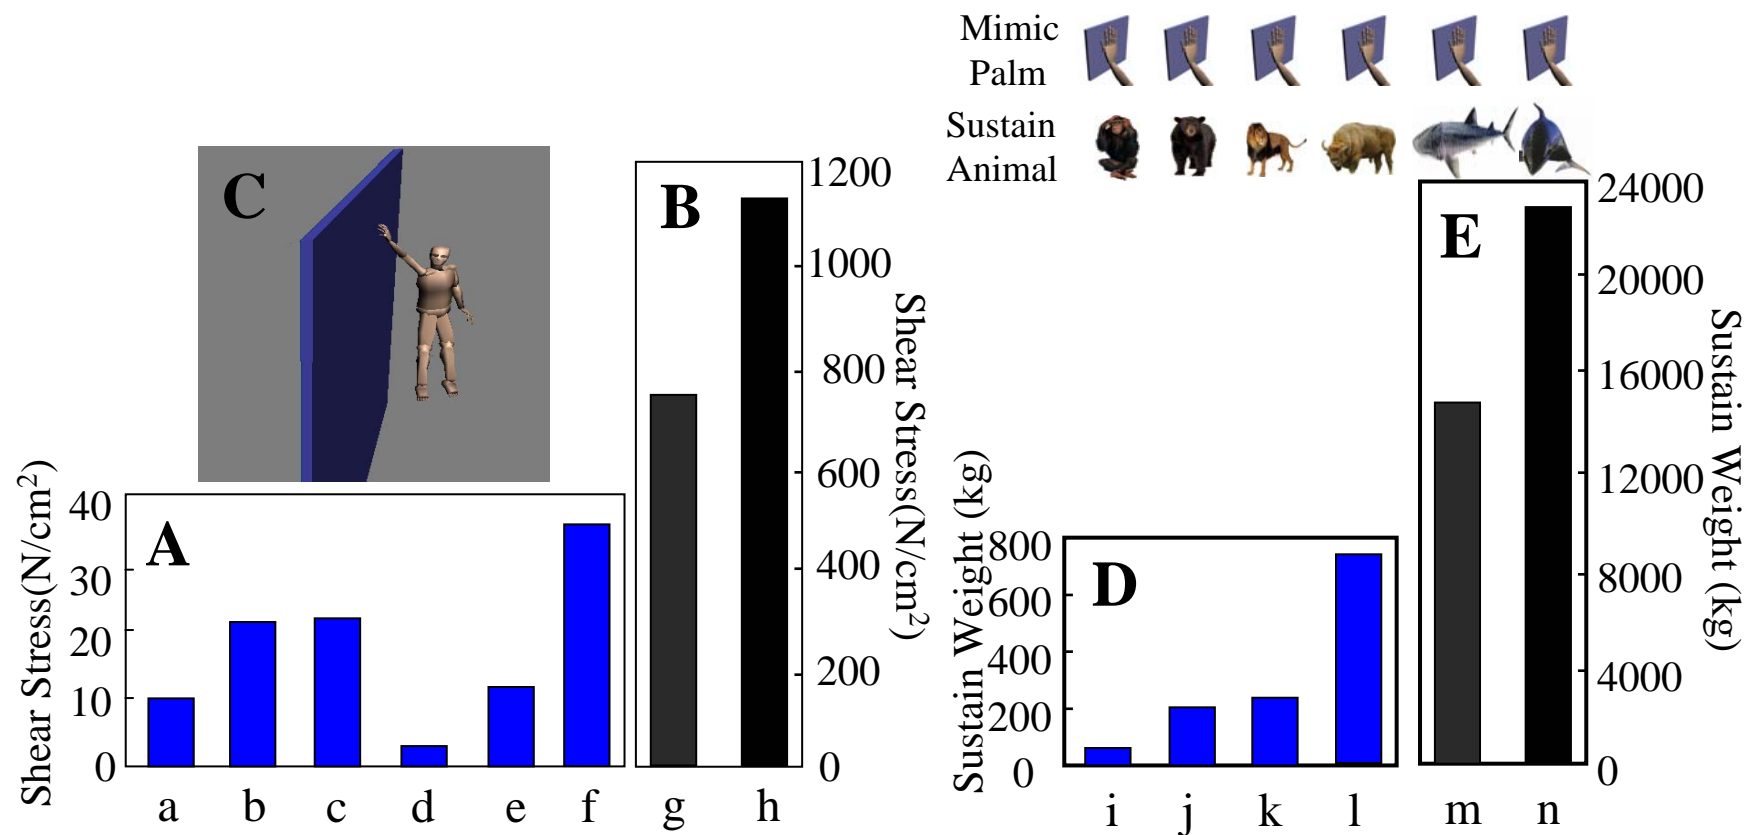 Mimic
Palm
Sustain
Animal
C
B
1200
1000
800
600
400
200
0
Shear Stress(N/cm²)
A
40
30
20
10
0
Shear Stress(N/cm²)
a b c d e f g h
D
800
600
400
200
0
Sustain Weight (kg)
E
24000
20000
16000
12000
8000
4000
0
Sustain Weight (kg)
i j k l m n